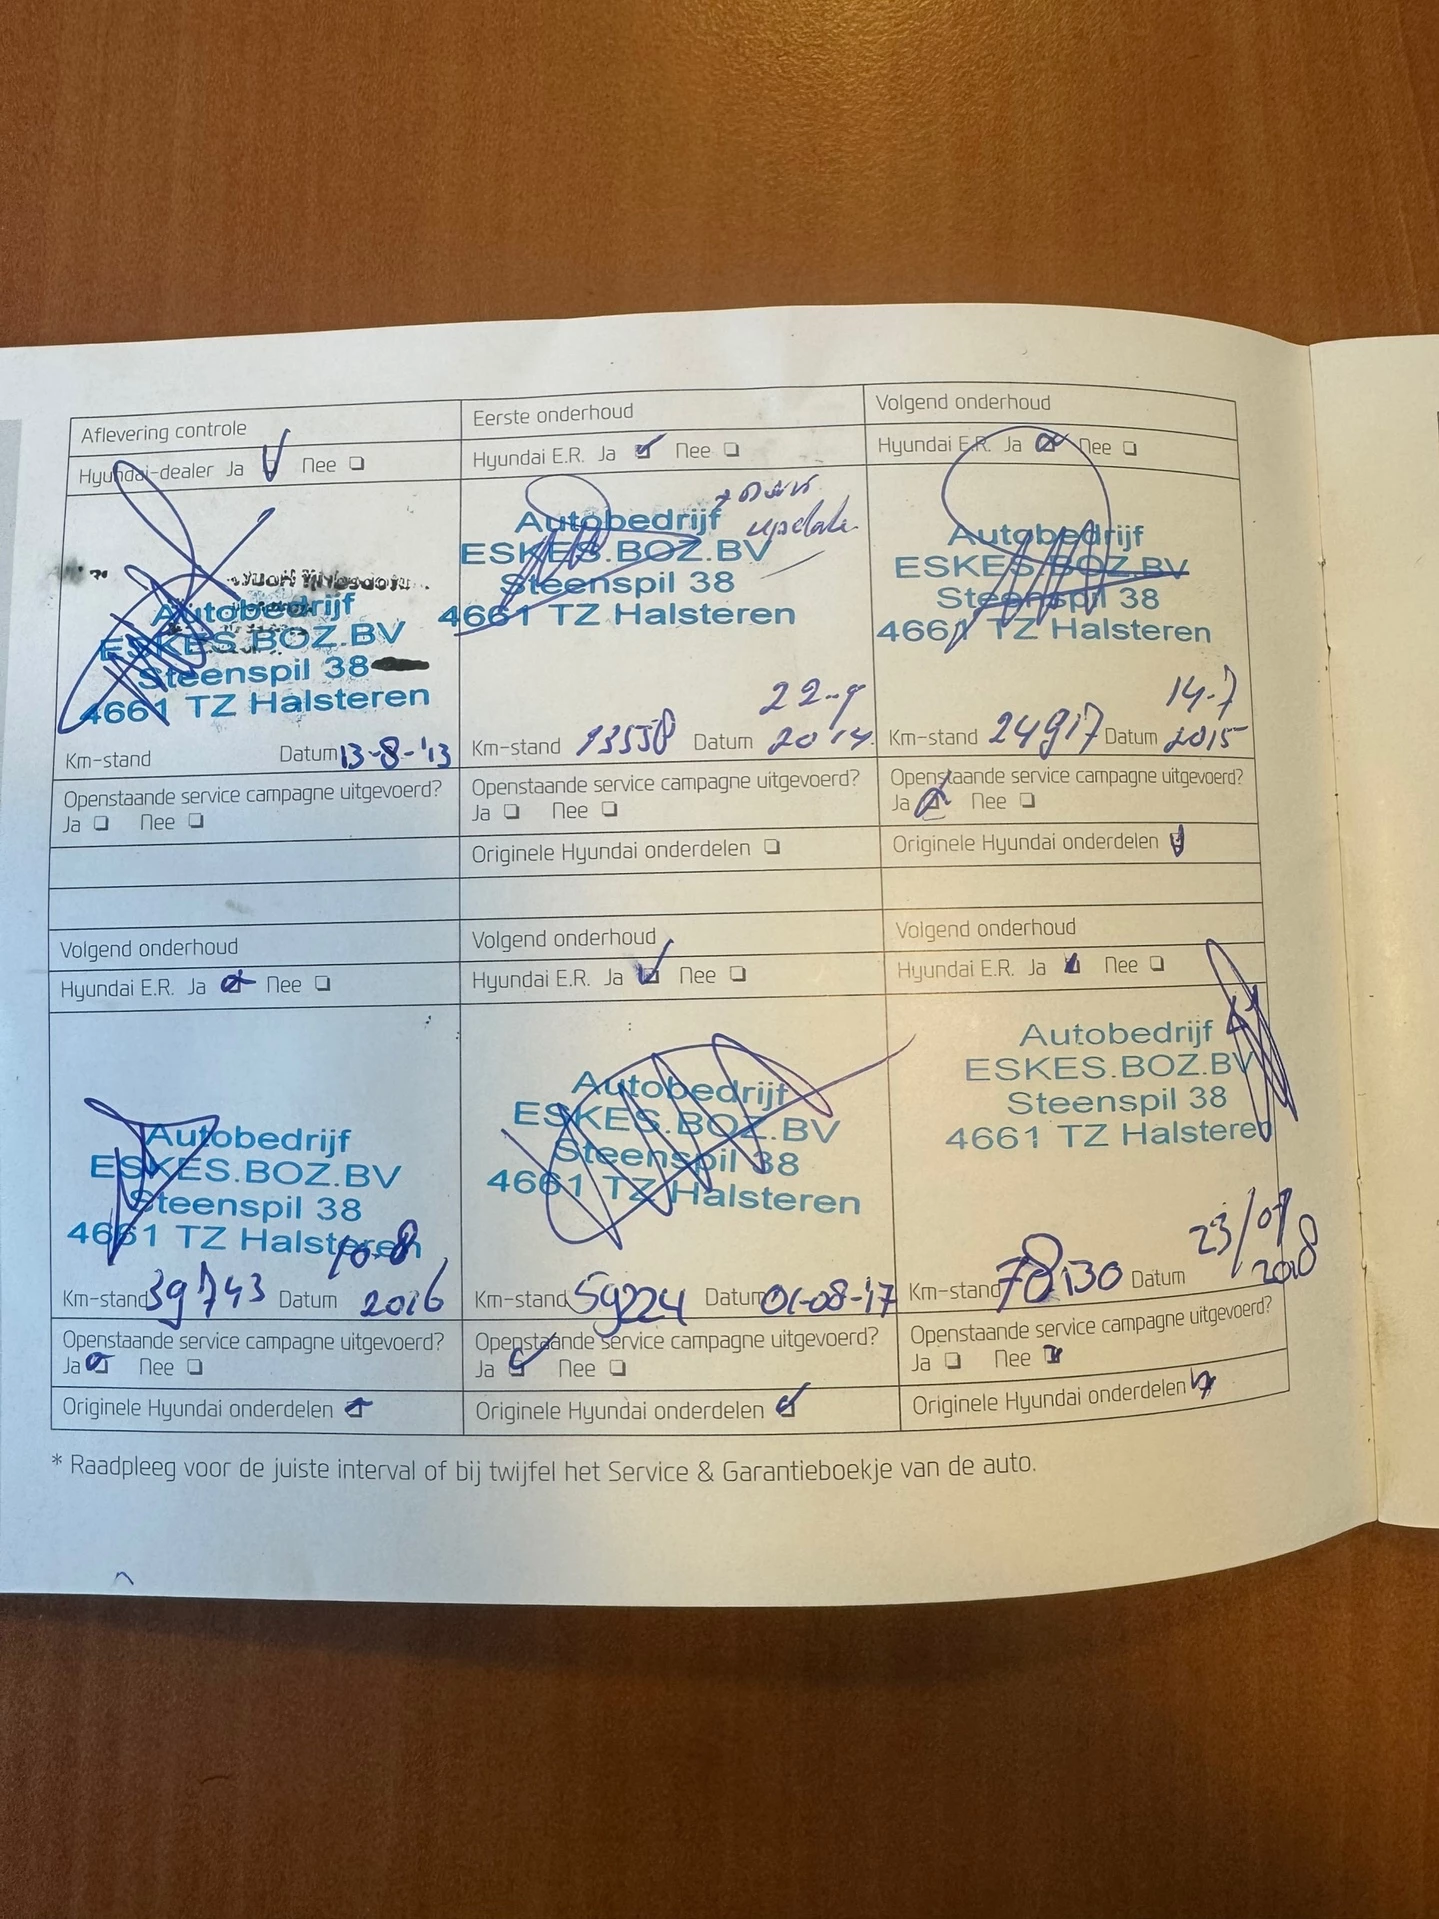 Aflevering controle
Hyundai-dealer Ja Nee
Autobedrijf
ESKES.BOZ.BV
Steenspil 38
4661 TZ Halsteren
Km-stand Datum 13-8-'13
Openstaande service campagne uitgevoerd?
Ja Nee
Eerste onderhoud
Hyundai E.R. Ja Nee
update
Autobedrijf
ESKES.BOZ.BV
Steenspil 38
4661 TZ Halsteren
22-9
Km-stand 13558 Datum 2014
Openstaande service campagne uitgevoerd?
Ja Nee
Originele Hyundai onderdelen
Volgend onderhoud
Hyundai E.R. Ja Nee
Autobedrijf
ESKES.BOZ.BV
Steenspil 38
4661 TZ Halsteren
14-7
Km-stand 24917 Datum 2015
Openstaande service campagne uitgevoerd?
Ja Nee
Originele Hyundai onderdelen
Volgend onderhoud
Hyundai E.R. Ja Nee
Autobedrijf
ESKES.BOZ.BV
Steenspil 38
4661 TZ Halsteren
10-8
Km-stand 39743 Datum 2016
Openstaande service campagne uitgevoerd?
Ja Nee
Originele Hyundai onderdelen
Volgend onderhoud
Hyundai E.R. Ja Nee
Autobedrijf
ESKES.BOZ.BV
Steenspil 38
4661 TZ Halsteren
Km-stand 59224 Datum 01-08-'17
Openstaande service campagne uitgevoerd?
Ja Nee
Originele Hyundai onderdelen
Volgend onderhoud
Hyundai E.R. Ja Nee
Autobedrijf
ESKES.BOZ.BV
Steenspil 38
4661 TZ Halsteren
23/07
Km-stand 78130 Datum 2018
Openstaande service campagne uitgevoerd?
Ja Nee
Originele Hyundai onderdelen
* Raadpleeg voor de juiste interval of bij twijfel het Service & Garantieboekje van de auto.